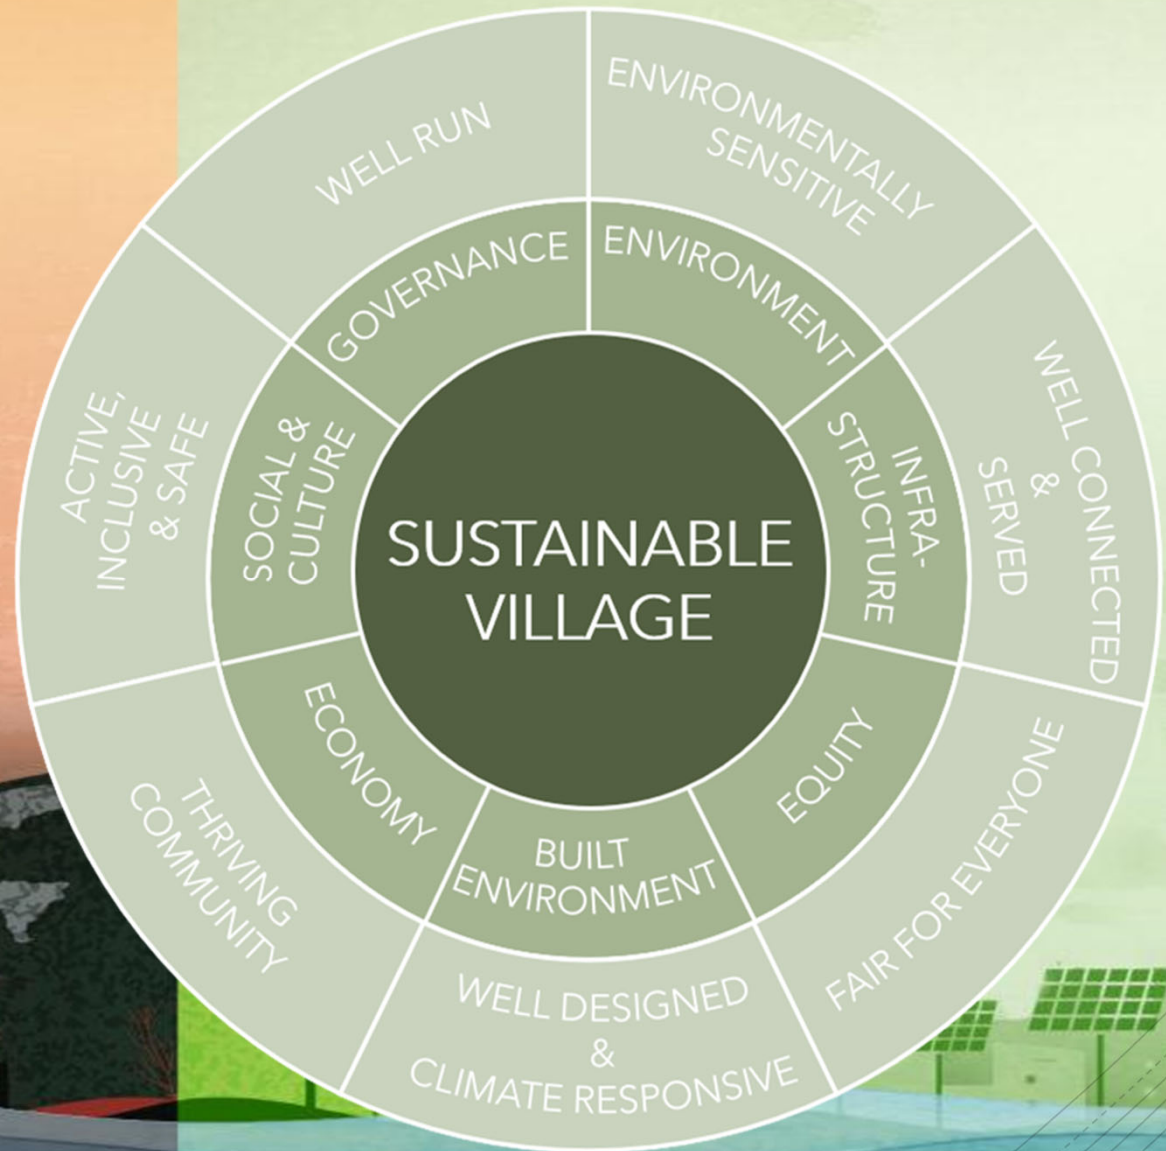 SUSTAINABLE
VILLAGE
GOVERNANCE
ENVIRONMENT
INFRA-
STRUCTURE
EQUITY
BUILT
ENVIRONMENT
ECONOMY
SOCIAL &
CULTURE
WELL RUN
ENVIRONMENTALLY
SENSITIVE
WELL CONNECTED
&
SERVED
FAIR FOR EVERYONE
WELL DESIGNED
&
CLIMATE RESPONSIVE
THRIVING
COMMUNITY
ACTIVE,
INCLUSIVE
& SAFE